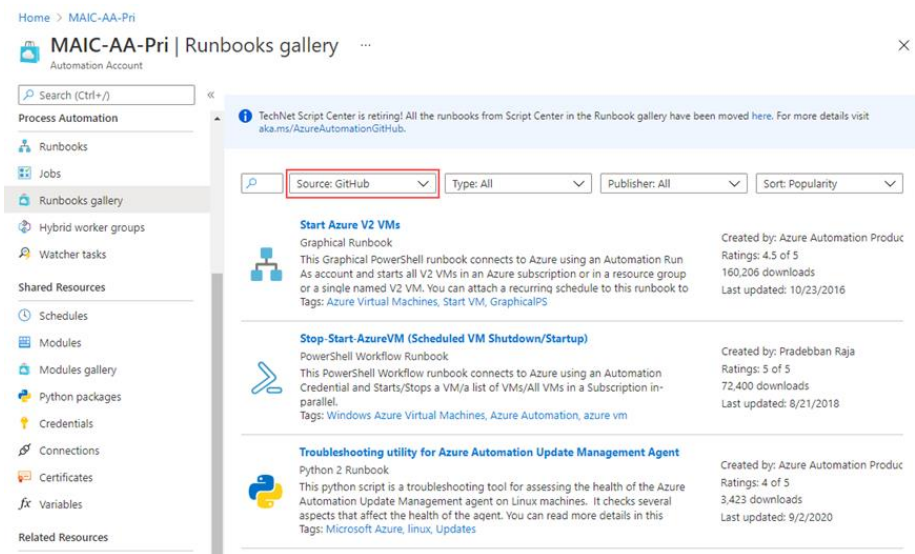 Home > MAIC-AA-Pri
MAIC-AA-Pri | Runbooks gallery ...
Automation Account
Search (Ctrl+/)
«
Process Automation
Runbooks
Jobs
Runbooks gallery
Hybrid worker groups
Watcher tasks
Shared Resources
Schedules
Modules
Modules gallery
Python packages
Credentials
Connections
Certificates
fx Variables
Related Resources
TechNet Script Center is retiring! All the runbooks from Script Center in the Runbook gallery have been moved here. For more details visit
aka.ms/AzureAutomationGitHub.
Source: GitHub
Type: All
Publisher: All
Sort: Popularity
Start Azure V2 VMs
Graphical Runbook
This Graphical PowerShell runbook connects to Azure using an Automation Run
As account and starts all V2 VMs in an Azure subscription or in a resource group
or a single named V2 VM. You can attach a recurring schedule to this runbook to
Tags: Azure Virtual Machines, Start VM, GraphicalPS
Created by: Azure Automation Produc
Ratings: 4.5 of 5
160,206 downloads
Last updated: 10/23/2016
Stop-Start-AzureVM (Scheduled VM Shutdown/Startup)
PowerShell Workflow Runbook
This PowerShell Workflow runbook connects to Azure using an Automation
Credential and Starts/Stops a VM/a list of VMs/All VMs in a Subscription in-
parallel.
Tags: Windows Azure Virtual Machines, Azure Automation, azure vm
Created by: Pradebban Raja
Ratings: 5 of 5
72,400 downloads
Last updated: 8/21/2018
Troubleshooting utility for Azure Automation Update Management Agent
Python 2 Runbook
This python script is a troubleshooting tool for assessing the health of the Azure
Automation Update Management agent on Linux machines. It checks several
aspects that affect the health of the agent. You can read more details in this
Tags: Microsoft Azure, linux, Updates
Created by: Azure Automation Produc
Ratings: 4 of 5
3,423 downloads
Last updated: 9/2/2020